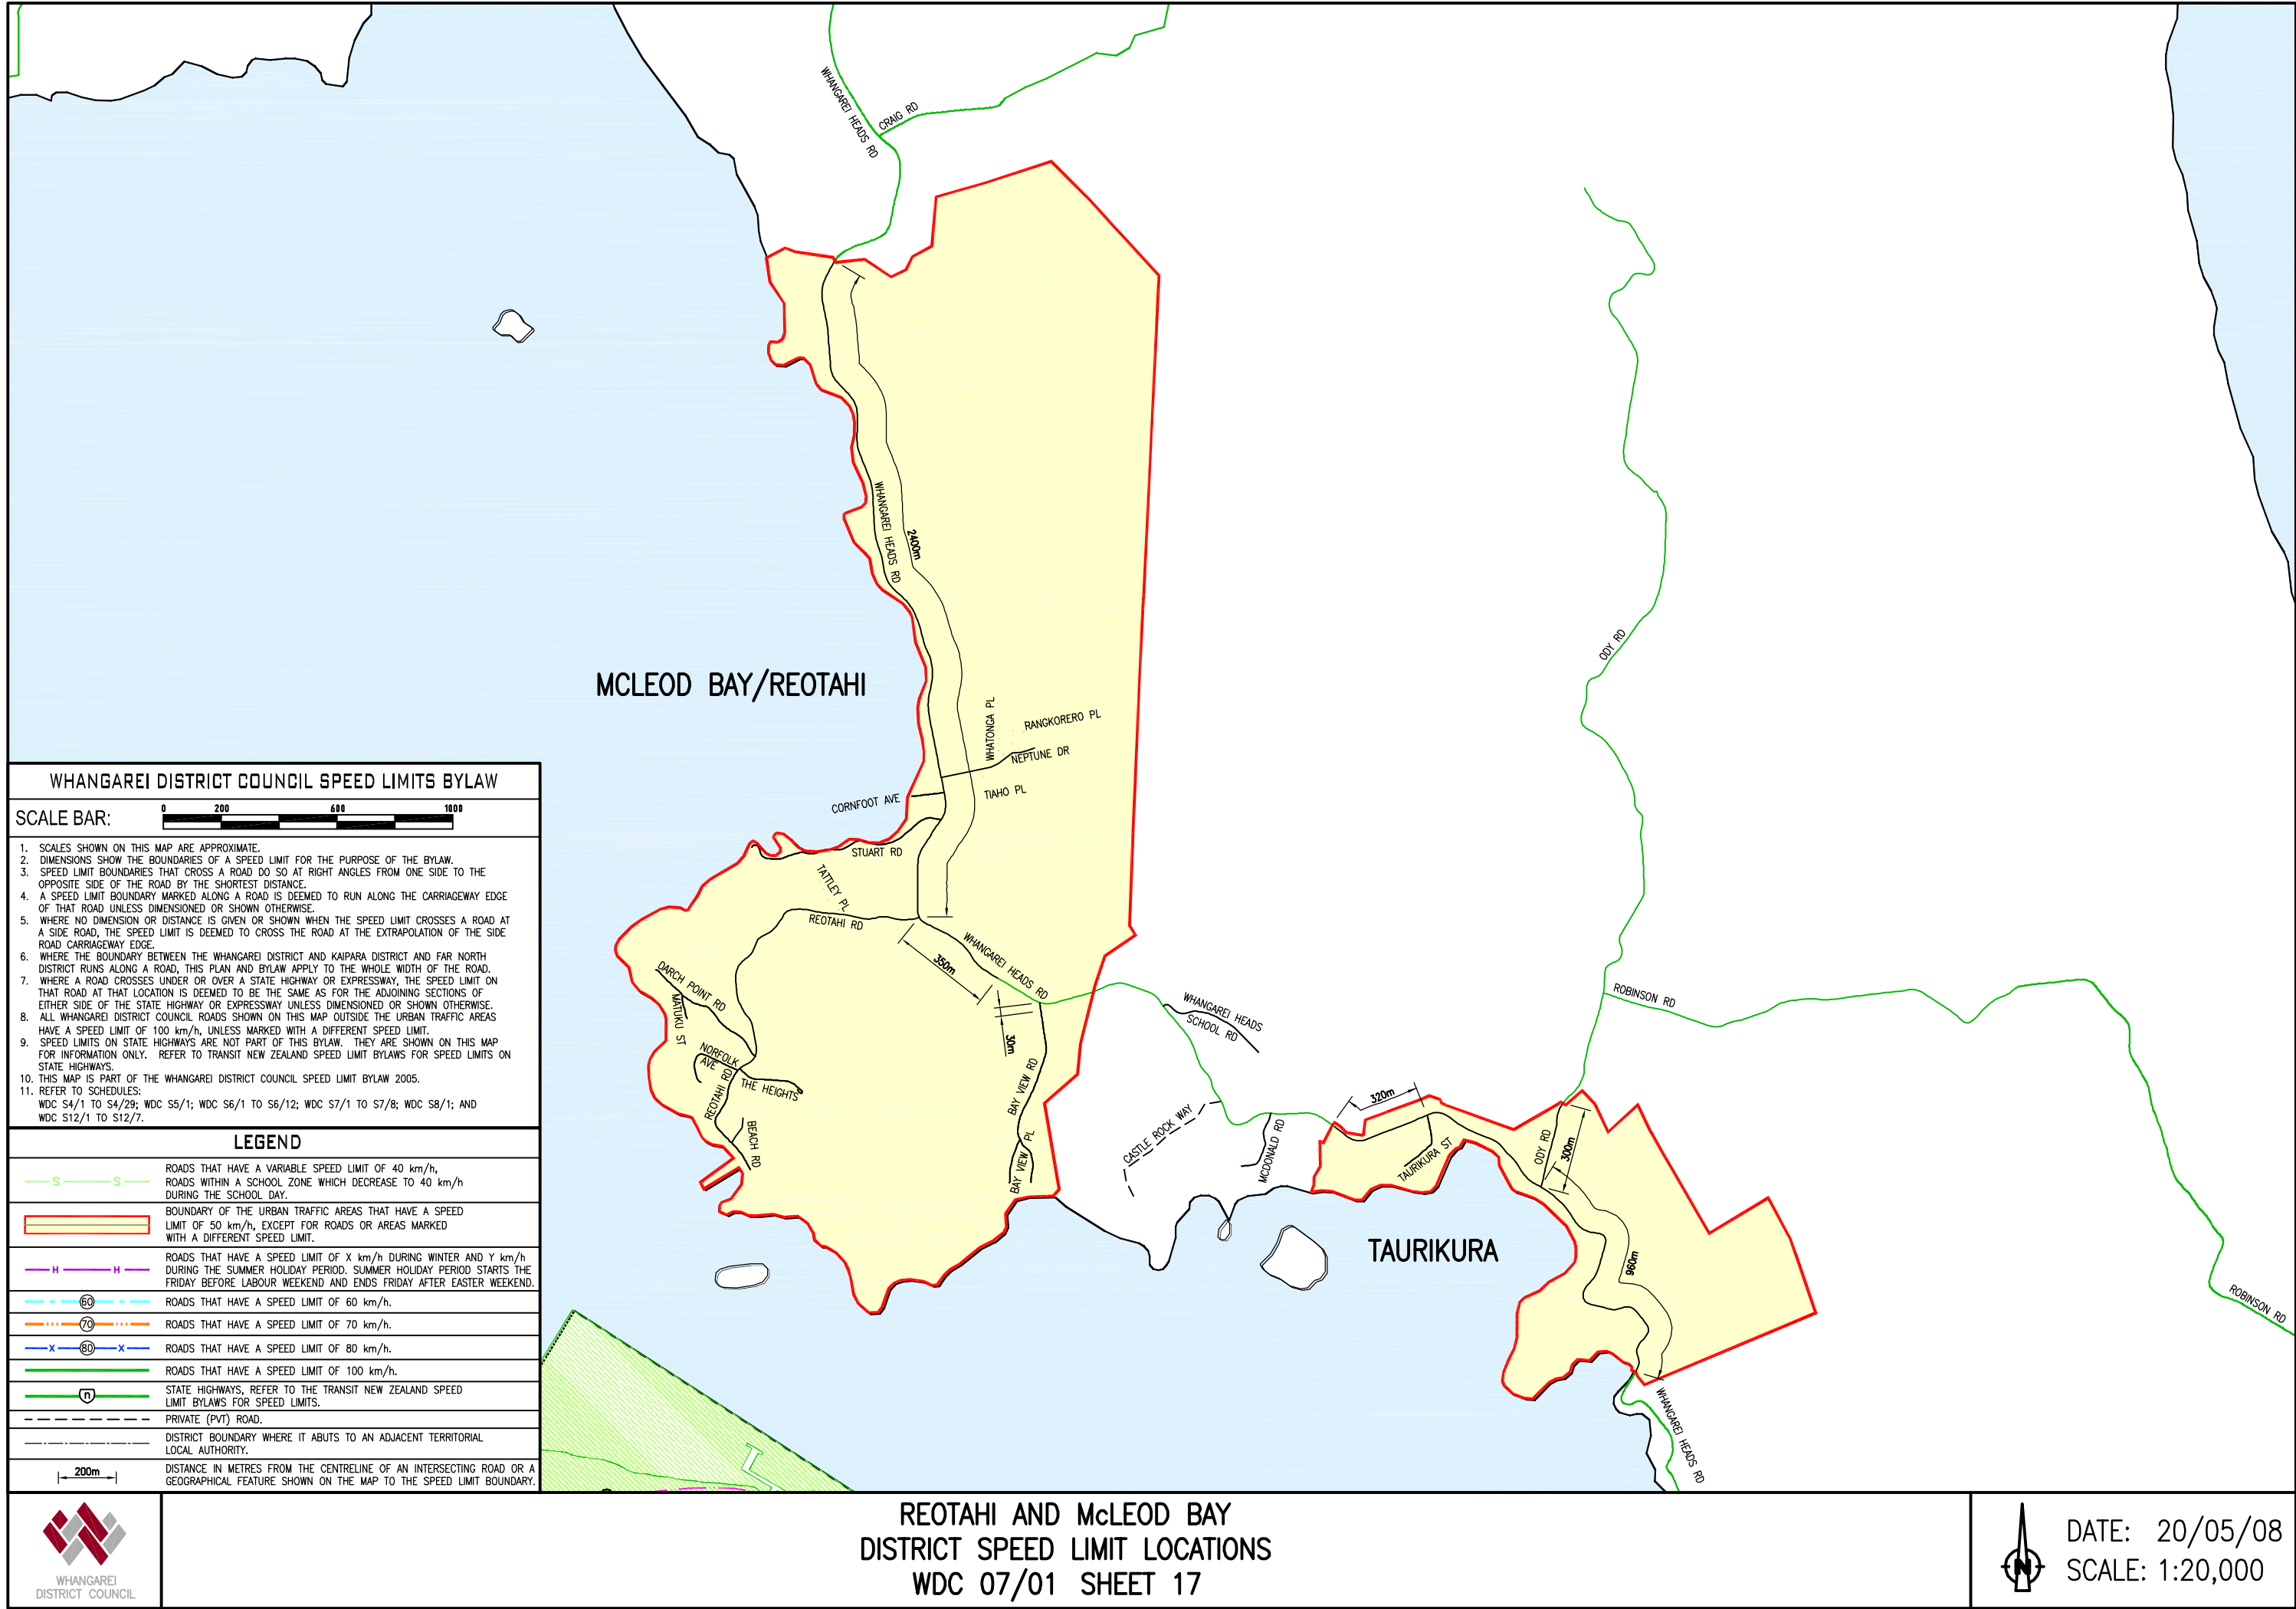 WHANGAREI HEADS RD
CRAIG RD
WHANGAREI HEADS RD
2400m
ODY RD
MCLEOD BAY/REOTAHI
WHATONGA PL
RANGKORERO PL
NEPTUNE DR
TIAHO PL
CORNFOOT AVE
STUART RD
TATTLEY PL
REOTAHI RD
WHANGAREI HEADS RD
350m
DARCH POINT RD
MATUKU ST
30m
NORFOLK
AVE
THE HEIGHTS
REOTAHI RD
BEACH RD
BAY VIEW RD
BAY VIEW PL
WHANGAREI HEADS
SCHOOL RD
ROBINSON RD
CASTLE ROCK WAY
MCDONALD RD
320m
TAURIKURA ST
ODY RD
300m
TAURIKURA
960m
ROBINSON RD
WHANGAREI HEADS RD
WHANGAREI DISTRICT COUNCIL SPEED LIMITS BYLAW
SCALE BAR:
0 200 600 1000
1. SCALES SHOWN ON THIS MAP ARE APPROXIMATE.
2. DIMENSIONS SHOW THE BOUNDARIES OF A SPEED LIMIT FOR THE PURPOSE OF THE BYLAW.
3. SPEED LIMIT BOUNDARIES THAT CROSS A ROAD DO SO AT RIGHT ANGLES FROM ONE SIDE TO THE
OPPOSITE SIDE OF THE ROAD BY THE SHORTEST DISTANCE.
4. A SPEED LIMIT BOUNDARY MARKED ALONG A ROAD IS DEEMED TO RUN ALONG THE CARRIAGEWAY EDGE
OF THAT ROAD UNLESS DIMENSIONED OR SHOWN OTHERWISE.
5. WHERE NO DIMENSION OR DISTANCE IS GIVEN OR SHOWN WHEN THE SPEED LIMIT CROSSES A ROAD AT
A SIDE ROAD, THE SPEED LIMIT IS DEEMED TO CROSS THE ROAD AT THE EXTRAPOLATION OF THE SIDE
ROAD CARRIAGEWAY EDGE.
6. WHERE THE BOUNDARY BETWEEN THE WHANGAREI DISTRICT AND KAIPARA DISTRICT AND FAR NORTH
DISTRICT RUNS ALONG A ROAD, THIS PLAN AND BYLAW APPLY TO THE WHOLE WIDTH OF THE ROAD.
7. WHERE A ROAD CROSSES UNDER OR OVER A STATE HIGHWAY OR EXPRESSWAY, THE SPEED LIMIT ON
THAT ROAD AT THAT LOCATION IS DEEMED TO BE THE SAME AS FOR THE ADJOINING SECTIONS OF
EITHER SIDE OF THE STATE HIGHWAY OR EXPRESSWAY UNLESS DIMENSIONED OR SHOWN OTHERWISE.
8. ALL WHANGAREI DISTRICT COUNCIL ROADS SHOWN ON THIS MAP OUTSIDE THE URBAN TRAFFIC AREAS
HAVE A SPEED LIMIT OF 100 km/h, UNLESS MARKED WITH A DIFFERENT SPEED LIMIT.
9. SPEED LIMITS ON STATE HIGHWAYS ARE NOT PART OF THIS BYLAW. THEY ARE SHOWN ON THIS MAP
FOR INFORMATION ONLY. REFER TO TRANSIT NEW ZEALAND SPEED LIMIT BYLAWS FOR SPEED LIMITS ON
STATE HIGHWAYS.
10. THIS MAP IS PART OF THE WHANGAREI DISTRICT COUNCIL SPEED LIMIT BYLAW 2005.
11. REFER TO SCHEDULES:
WDC S4/1 TO S4/29; WDC S5/1; WDC S6/1 TO S6/12; WDC S7/1 TO S7/8; WDC S8/1; AND
WDC S12/1 TO S12/7.
LEGEND
S S
ROADS THAT HAVE A VARIABLE SPEED LIMIT OF 40 km/h,
ROADS WITHIN A SCHOOL ZONE WHICH DECREASE TO 40 km/h
DURING THE SCHOOL DAY.
BOUNDARY OF THE URBAN TRAFFIC AREAS THAT HAVE A SPEED
LIMIT OF 50 km/h, EXCEPT FOR ROADS OR AREAS MARKED
WITH A DIFFERENT SPEED LIMIT.
H H
ROADS THAT HAVE A SPEED LIMIT OF X km/h DURING WINTER AND Y km/h
DURING THE SUMMER HOLIDAY PERIOD. SUMMER HOLIDAY PERIOD STARTS THE
FRIDAY BEFORE LABOUR WEEKEND AND ENDS FRIDAY AFTER EASTER WEEKEND.
60 ROADS THAT HAVE A SPEED LIMIT OF 60 km/h.
70 ROADS THAT HAVE A SPEED LIMIT OF 70 km/h.
X 80 X ROADS THAT HAVE A SPEED LIMIT OF 80 km/h.
ROADS THAT HAVE A SPEED LIMIT OF 100 km/h.
n STATE HIGHWAYS, REFER TO THE TRANSIT NEW ZEALAND SPEED
LIMIT BYLAWS FOR SPEED LIMITS.
PRIVATE (PVT) ROAD.
DISTRICT BOUNDARY WHERE IT ABUTS TO AN ADJACENT TERRITORIAL
LOCAL AUTHORITY.
200m DISTANCE IN METRES FROM THE CENTRELINE OF AN INTERSECTING ROAD OR A
GEOGRAPHICAL FEATURE SHOWN ON THE MAP TO THE SPEED LIMIT BOUNDARY.
WHANGAREI
DISTRICT COUNCIL
REOTAHI AND McLEOD BAY
DISTRICT SPEED LIMIT LOCATIONS
WDC 07/01 SHEET 17
N
DATE: 20/05/08
SCALE: 1:20,000